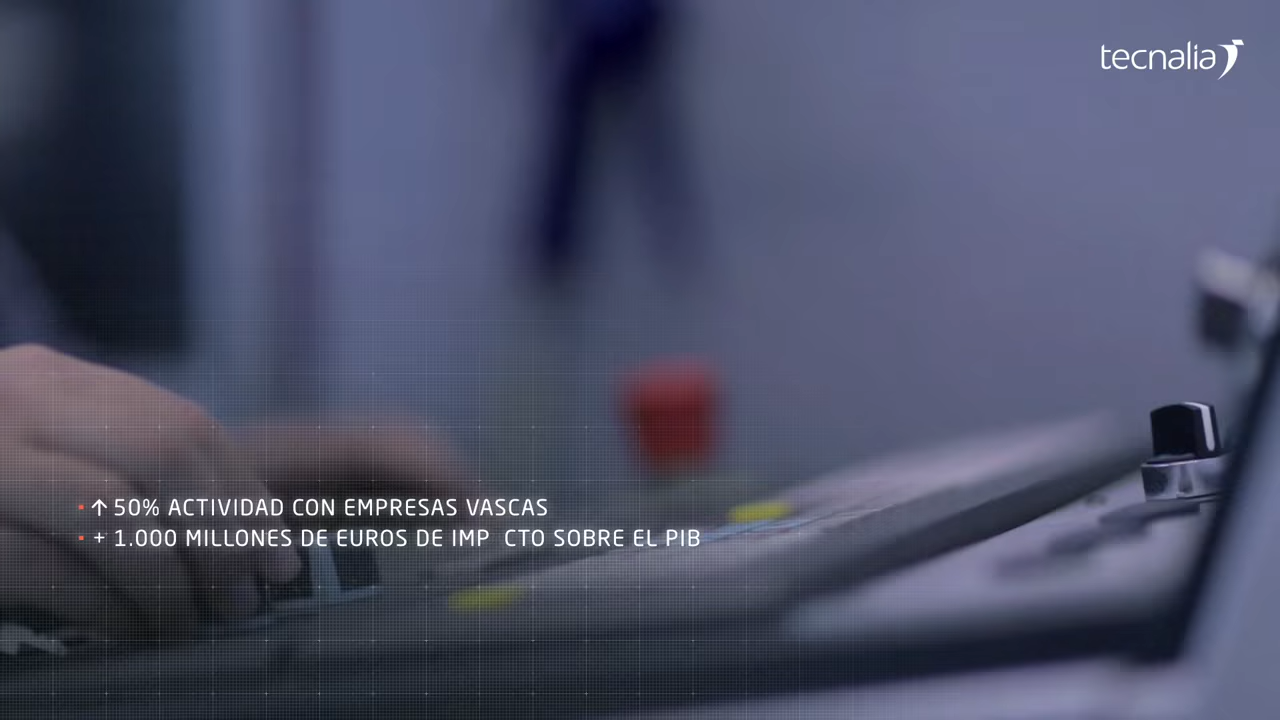 tecnalia
↑ 50% ACTIVIDAD CON EMPRESAS VASCAS
+ 1.000 MILLONES DE EUROS DE IMP CTO SOBRE EL PIB